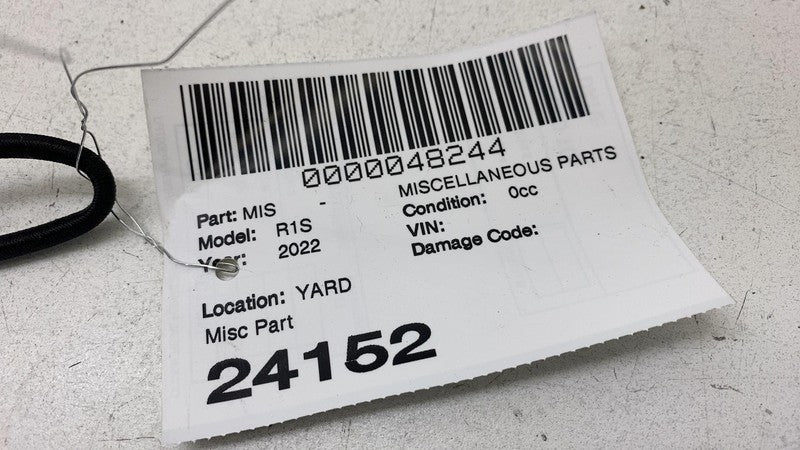 0000048244
Part: MIS - MISCELLANEOUS PARTS
Model: R1S Condition: 0cc
Year: 2022 VIN:
Damage Code:
Location: YARD
Misc Part
24152